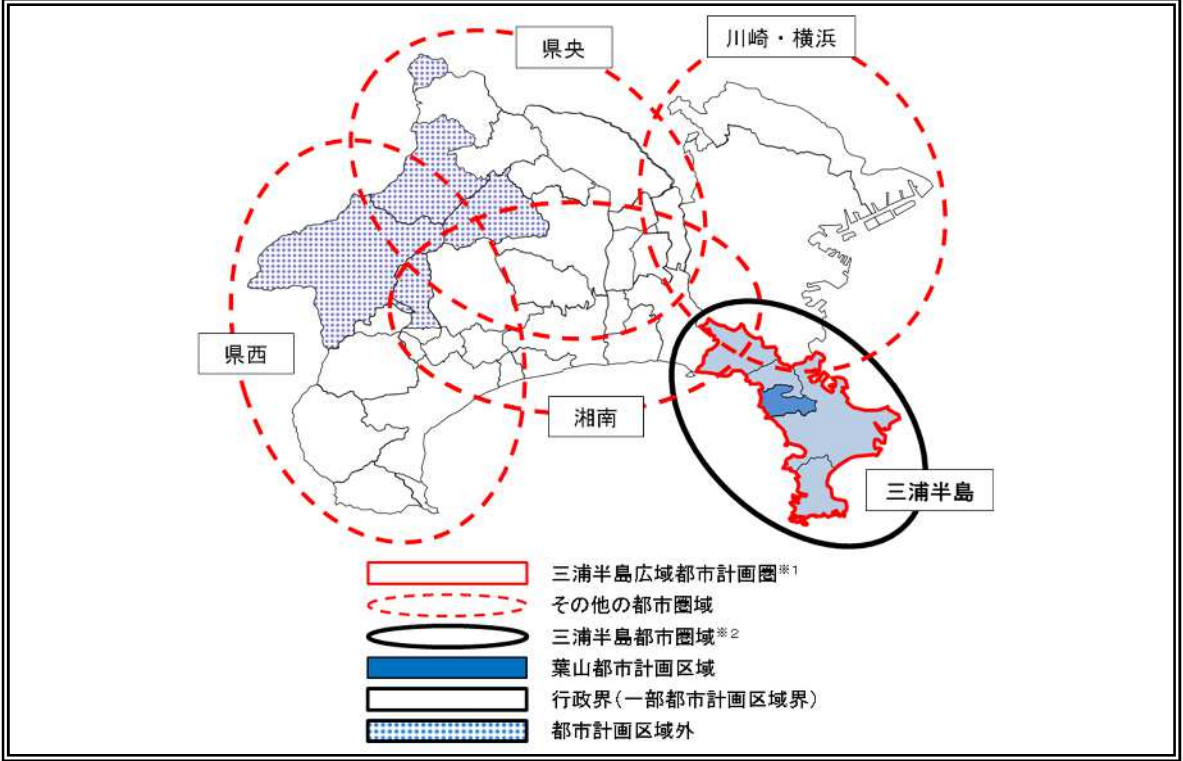 県央
川崎・横浜
県西
湘南
三浦半島
三浦半島広域都市計画圏※1
その他の都市圏域
三浦半島都市圏域※2
葉山都市計画区域
行政界(一部都市計画区域界)
都市計画区域外